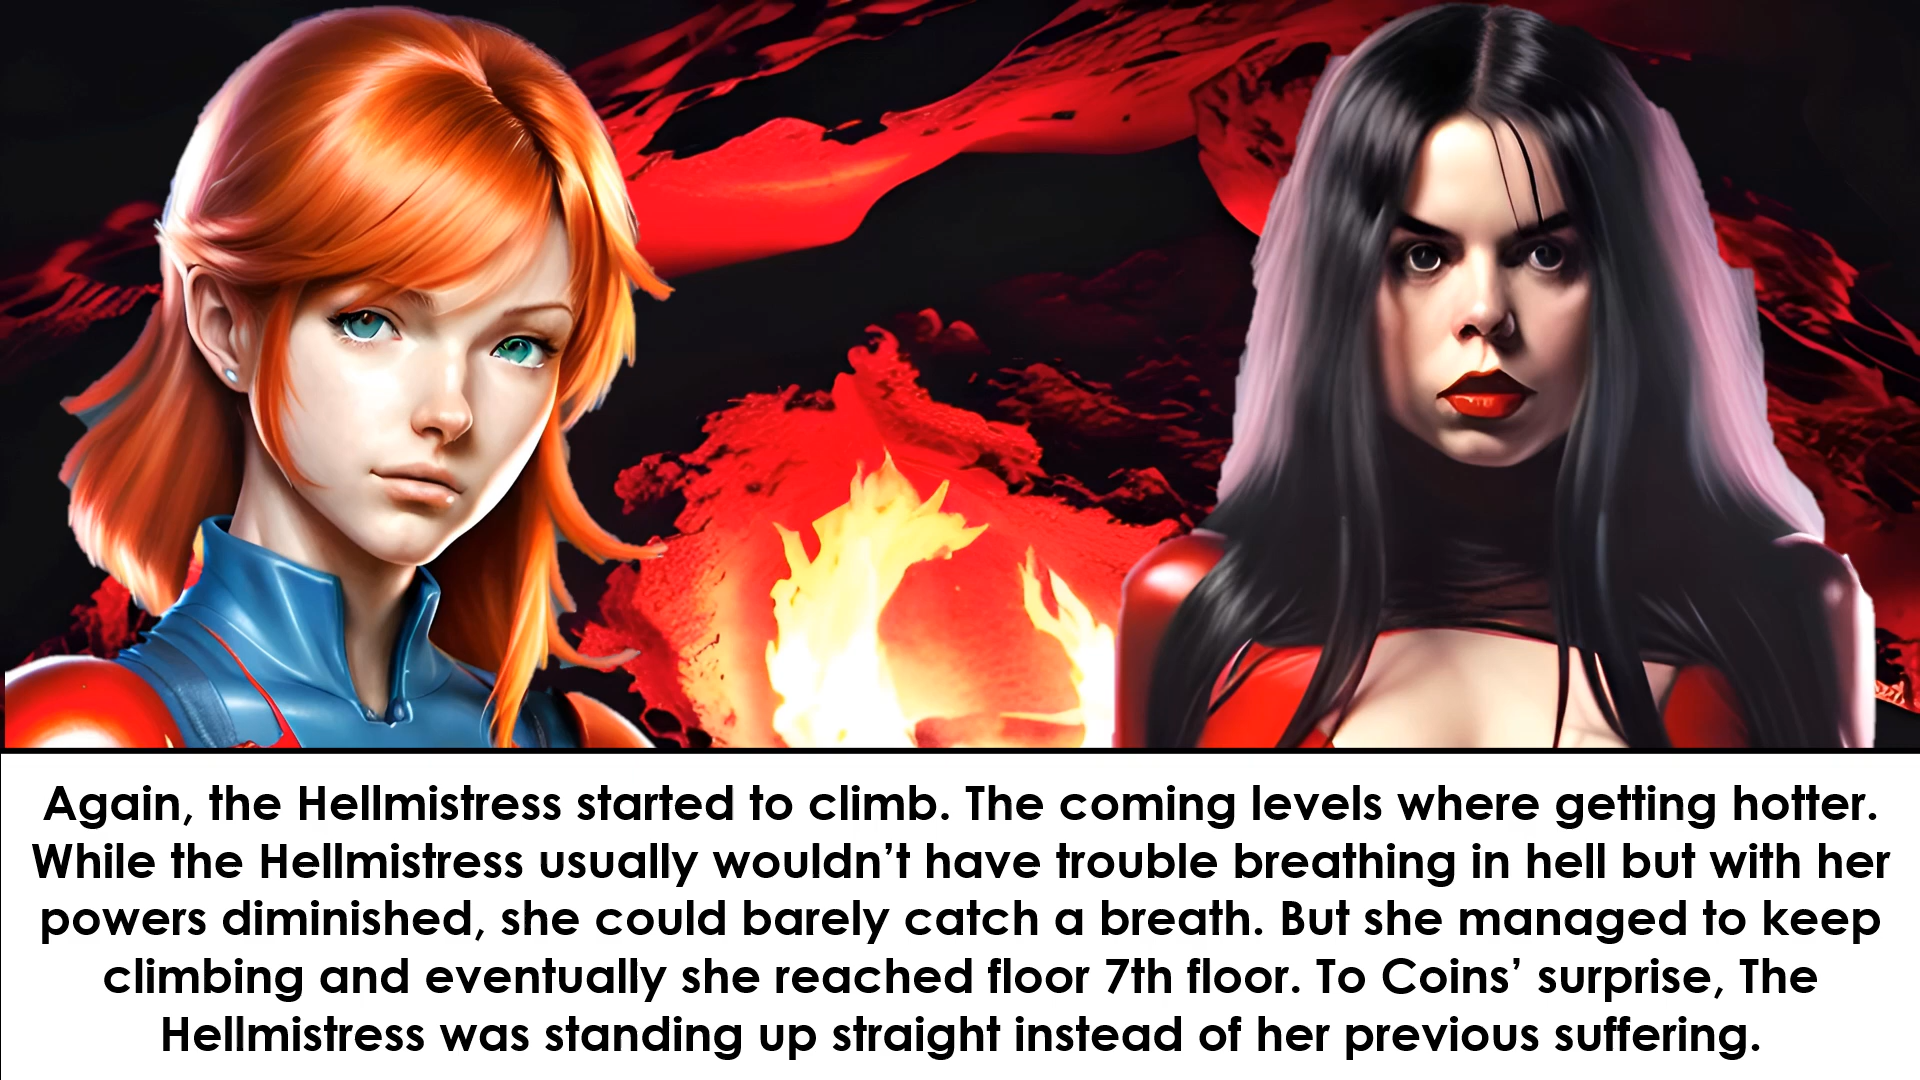 Again, the Hellmistress started to climb. The coming levels where getting hotter.
While the Hellmistress usually wouldn’t have trouble breathing in hell but with her
powers diminished, she could barely catch a breath. But she managed to keep
climbing and eventually she reached floor 7th floor. To Coins’ surprise, The
Hellmistress was standing up straight instead of her previous suffering.